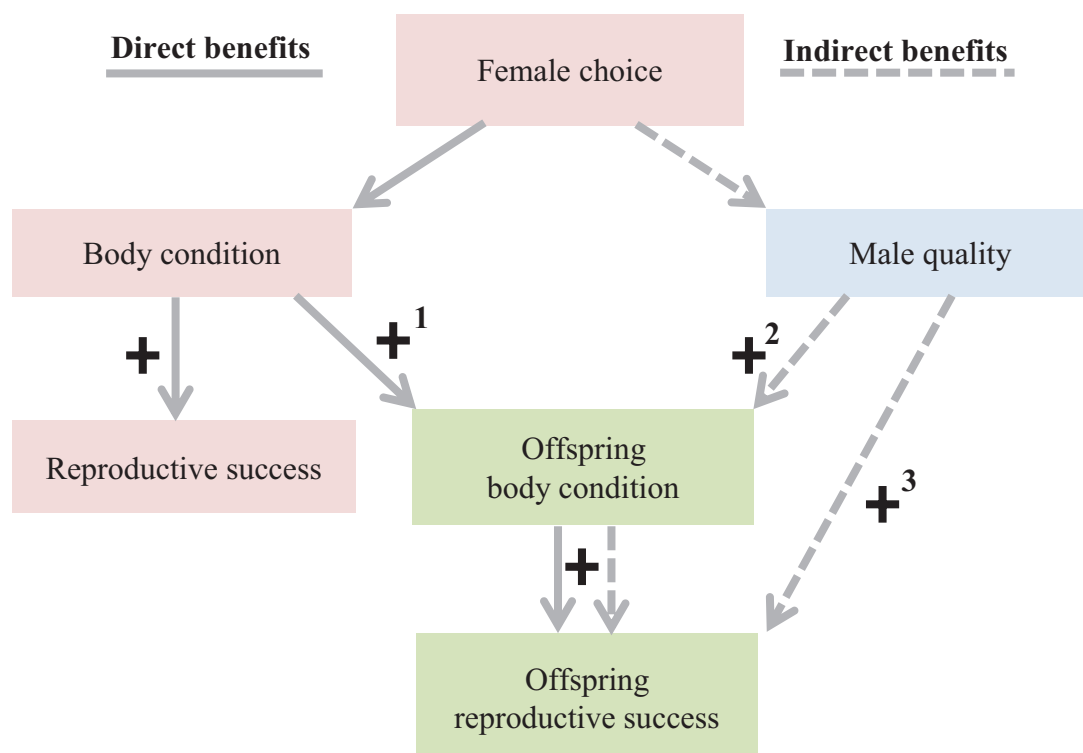 Direct benefits
Female choice
Indirect benefits
Body condition
Male quality
+
+1
+2
Reproductive success
Offspring
body condition
+3
+
Offspring
reproductive success